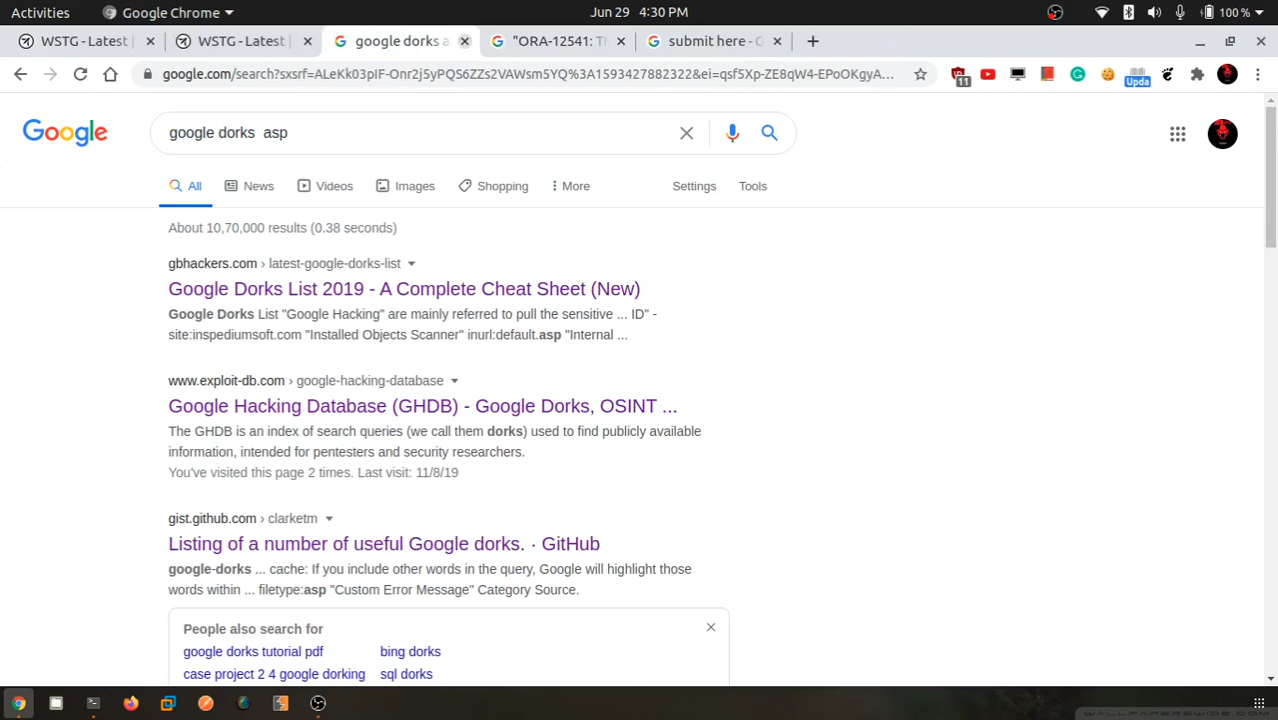 Activities Google Chrome Jun 29 4:30 PM 100 %
WSTG - Latest WSTG - Latest google dorks a "ORA-12541: T submit here - G
google.com/search?sxsrf=ALeKk03pIF-Onr2j5yPQS6ZZs2VAWsm5YQ%3A1593427882322&ei=qsf5Xp-ZE8qW4-EPoOKgyA... 11 Upda
Google
google dorks  asp
All News Videos Images Shopping More Settings Tools
About 10,70,000 results (0.38 seconds)
gbhackers.com › latest-google-dorks-list
Google Dorks List 2019 - A Complete Cheat Sheet (New)
Google Dorks List "Google Hacking" are mainly referred to pull the sensitive ... ID" -
site:inspediumsoft.com "Installed Objects Scanner" inurl:default.asp "Internal ...
www.exploit-db.com › google-hacking-database
Google Hacking Database (GHDB) - Google Dorks, OSINT ...
The GHDB is an index of search queries (we call them dorks) used to find publicly available
information, intended for pentesters and security researchers.
You've visited this page 2 times. Last visit: 11/8/19
gist.github.com › clarketm
Listing of a number of useful Google dorks. · GitHub
google-dorks ... cache: If you include other words in the query, Google will highlight those
words within ... filetype:asp "Custom Error Message" Category Source.
People also search for
google dorks tutorial pdf bing dorks
case project 2 4 google dorking sql dorks